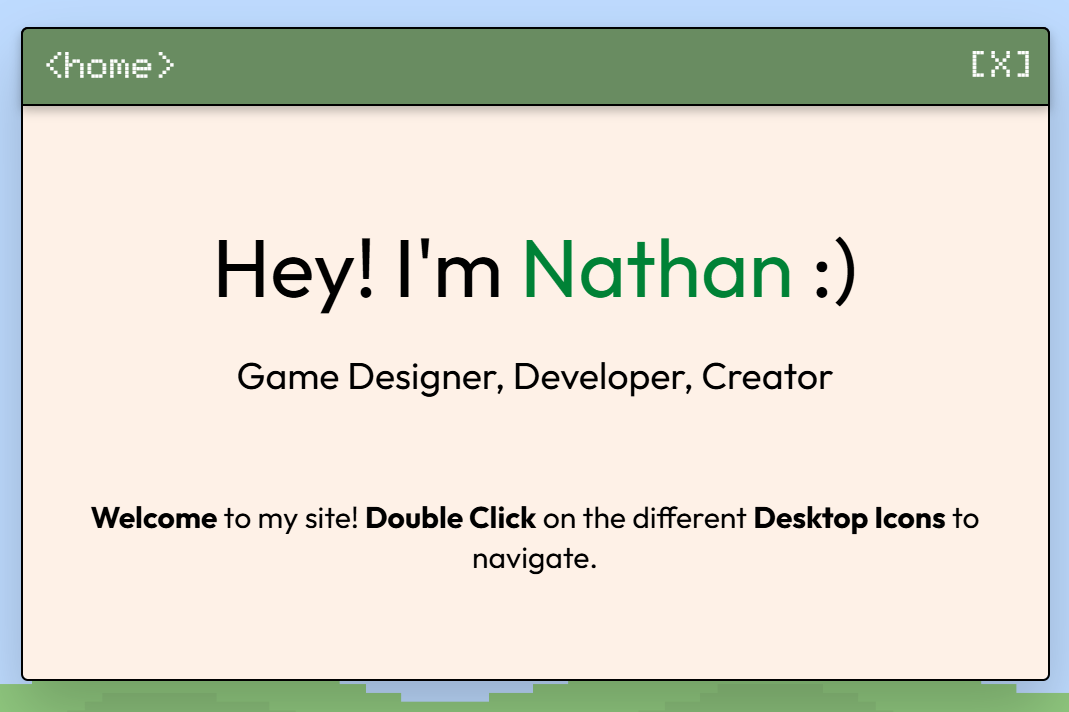 <home>
[X]
Hey! I'm Nathan :)
Game Designer, Developer, Creator
Welcome to my site! Double Click on the different Desktop Icons to
navigate.